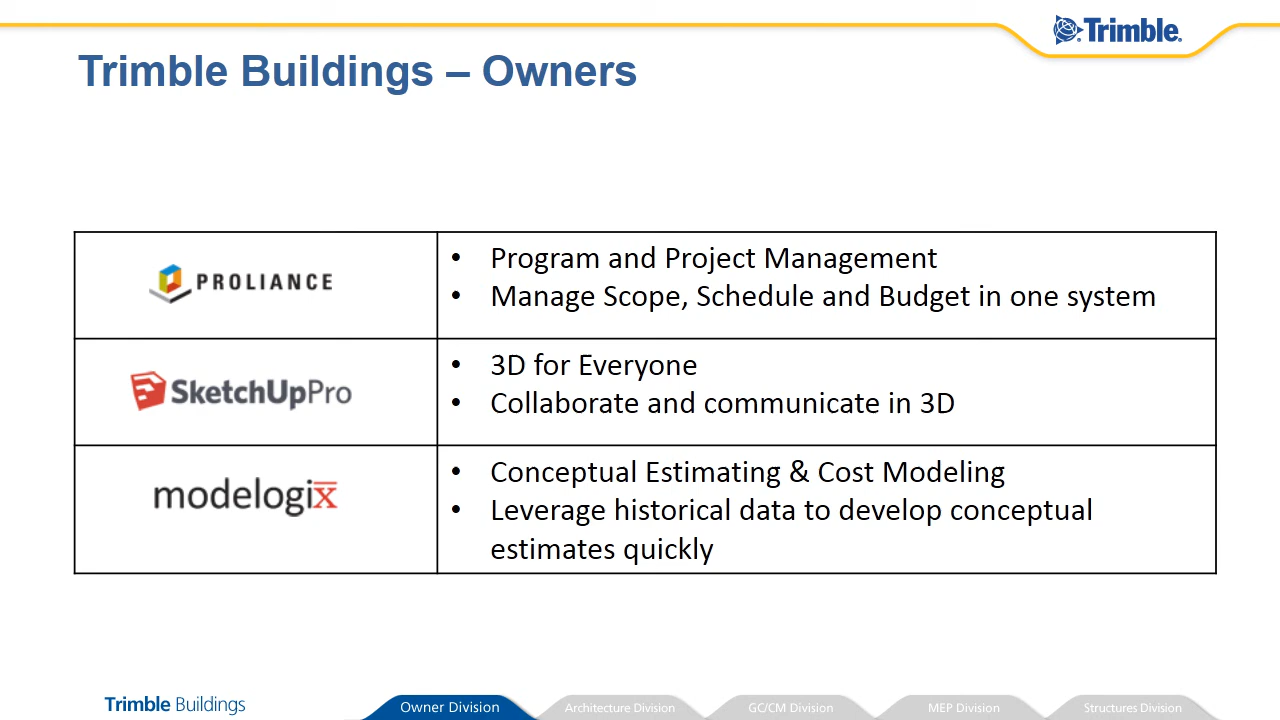 Trimble.
Trimble Buildings – Owners
PROLIANCE
• Program and Project Management
• Manage Scope, Schedule and Budget in one system
SketchUpPro
• 3D for Everyone
• Collaborate and communicate in 3D
modelogix
• Conceptual Estimating & Cost Modeling
• Leverage historical data to develop conceptual
estimates quickly
Trimble Buildings
Owner Division
Architecture Division
GC/CM Division
MEP Division
Structures Division